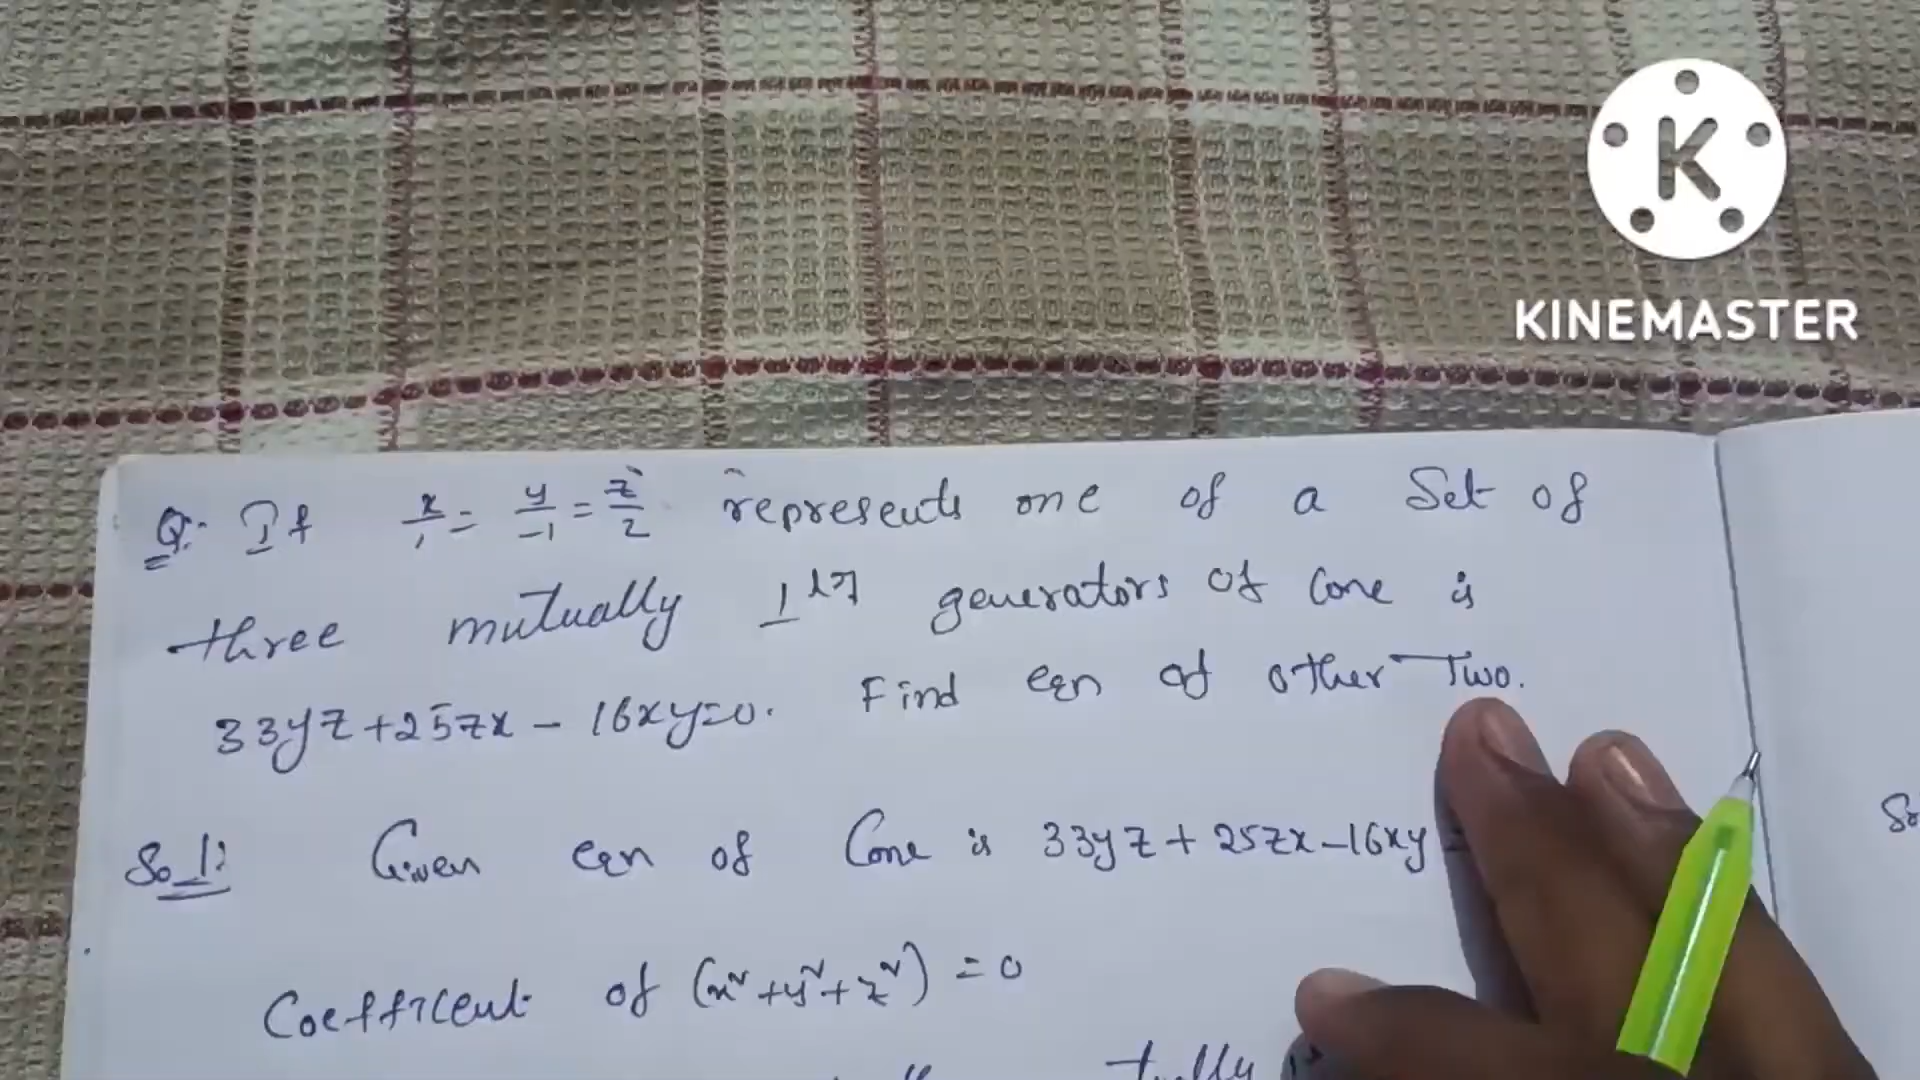 KINEMASTER
Q:- If x/1 = y/-1 = z/2 represents one of a Set of
three mutually ⊥ly generators of Cone is
33yz+25zx - 16xy=0. Find eqn of other Two.
Sol: Given eqn of Cone is 33yz+25zx-16xy =
Coefficent of (x²+y²+z²) = 0